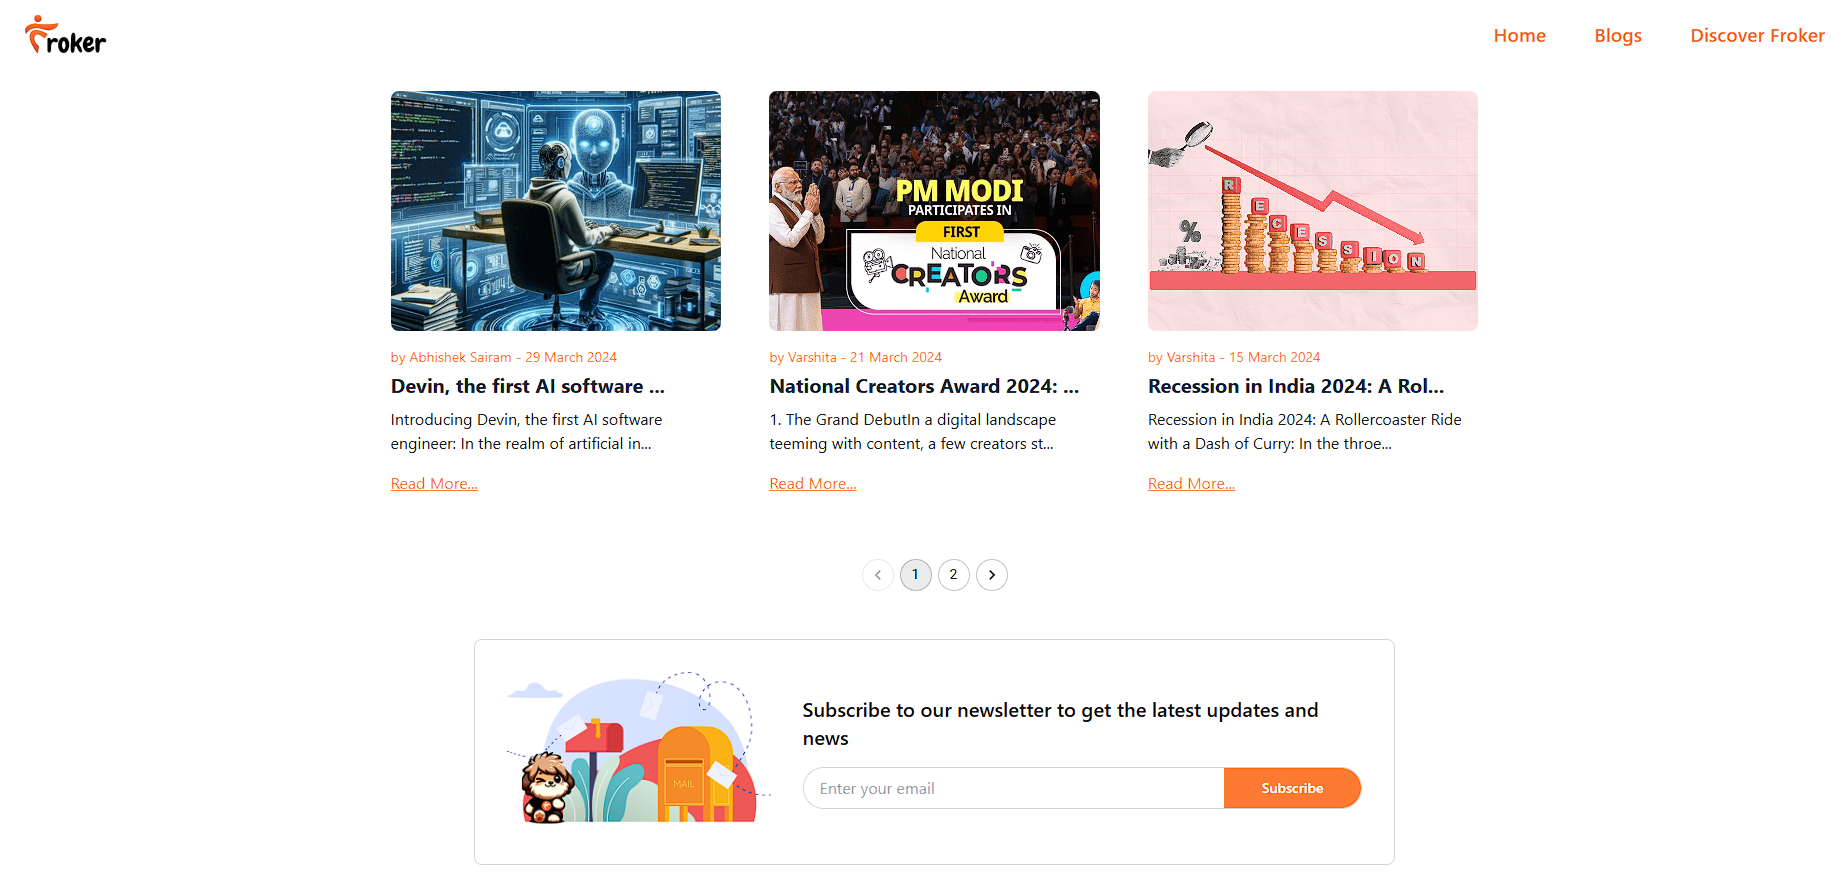 Froker
Home
Blogs
Discover Froker
PM MODI
PARTICIPATES IN
FIRST
National
CREATORS
Award
%
RECESSION
by Abhishek Sairam - 29 March 2024
Devin, the first AI software ...
Introducing Devin, the first AI software
engineer: In the realm of artificial in...
Read More...
by Varshita - 21 March 2024
National Creators Award 2024: ...
1. The Grand DebutIn a digital landscape
teeming with content, a few creators st...
Read More...
by Varshita - 15 March 2024
Recession in India 2024: A Rol...
Recession in India 2024: A Rollercoaster Ride
with a Dash of Curry: In the throe...
Read More...
1
2
MAIL
Subscribe to our newsletter to get the latest updates and
news
Enter your email
Subscribe